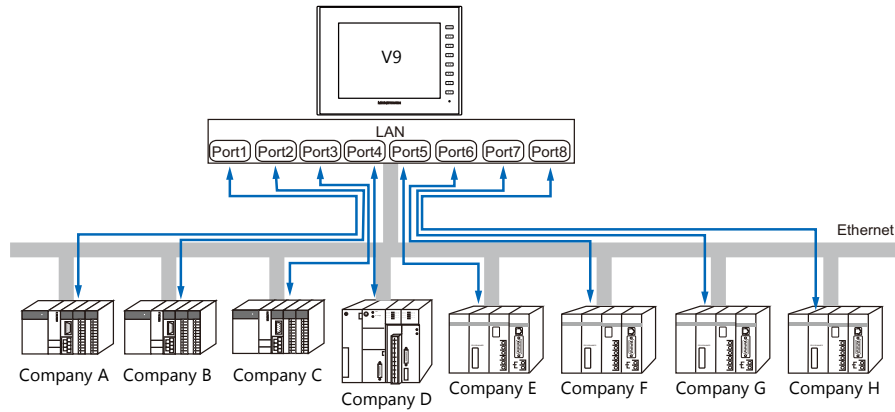 V9
LAN
Port1 Port2 Port3 Port4 Port5 Port6 Port7 Port8
Ethernet
Company A Company B Company C Company D Company E Company F Company G Company H